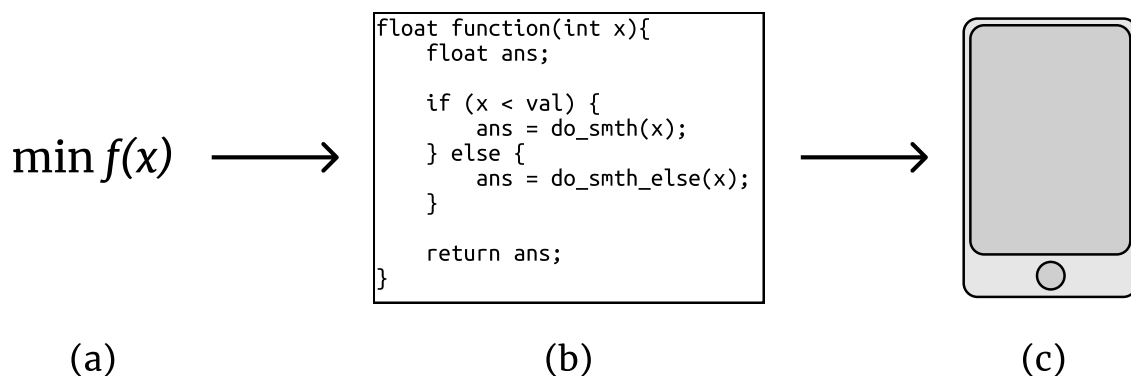 min f(x)
float function(int x){
    float ans;
    if (x < val) {
        ans = do_smth(x);
    } else {
        ans = do_smth_else(x);
    }
    return ans;
}
(a)
(b)
(c)